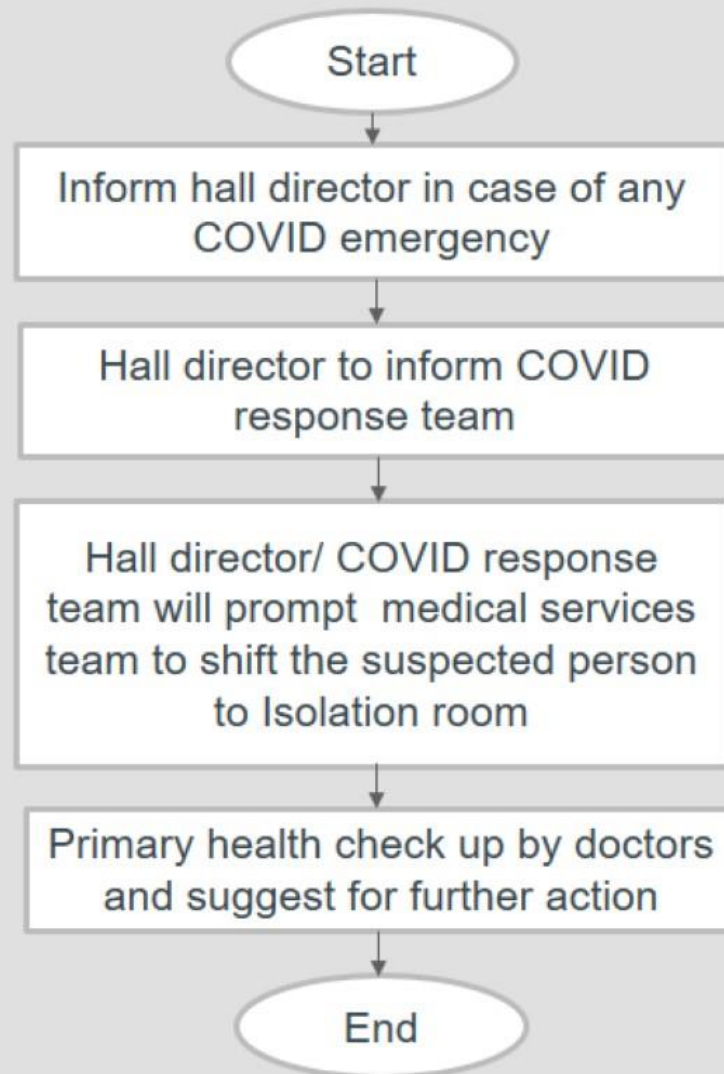 Start
Inform hall director in case of any
COVID emergency
Hall director to inform COVID
response team
Hall director/ COVID response
team will prompt  medical services
team to shift the suspected person
to Isolation room
Primary health check up by doctors
and suggest for further action
End